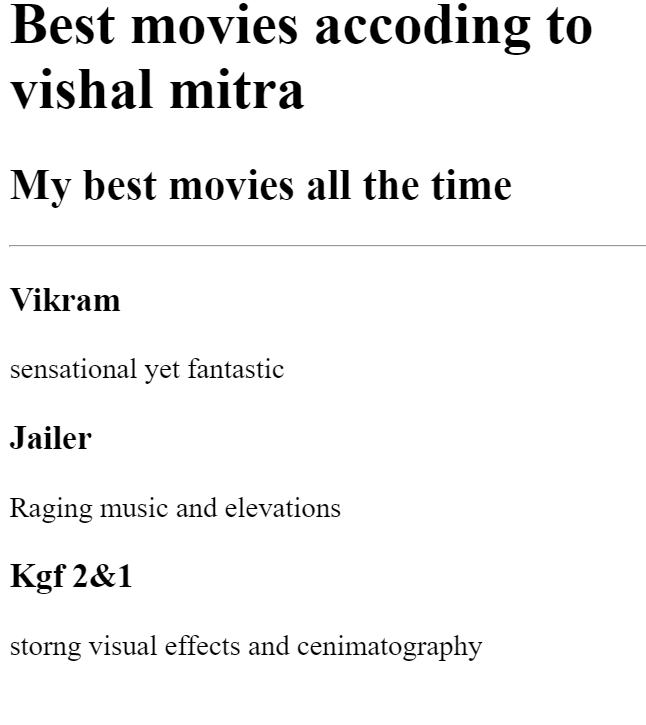 Best movies accoding to
vishal mitra
My best movies all the time
Vikram
sensational yet fantastic
Jailer
Raging music and elevations
Kgf 2&1
storng visual effects and cenimatography